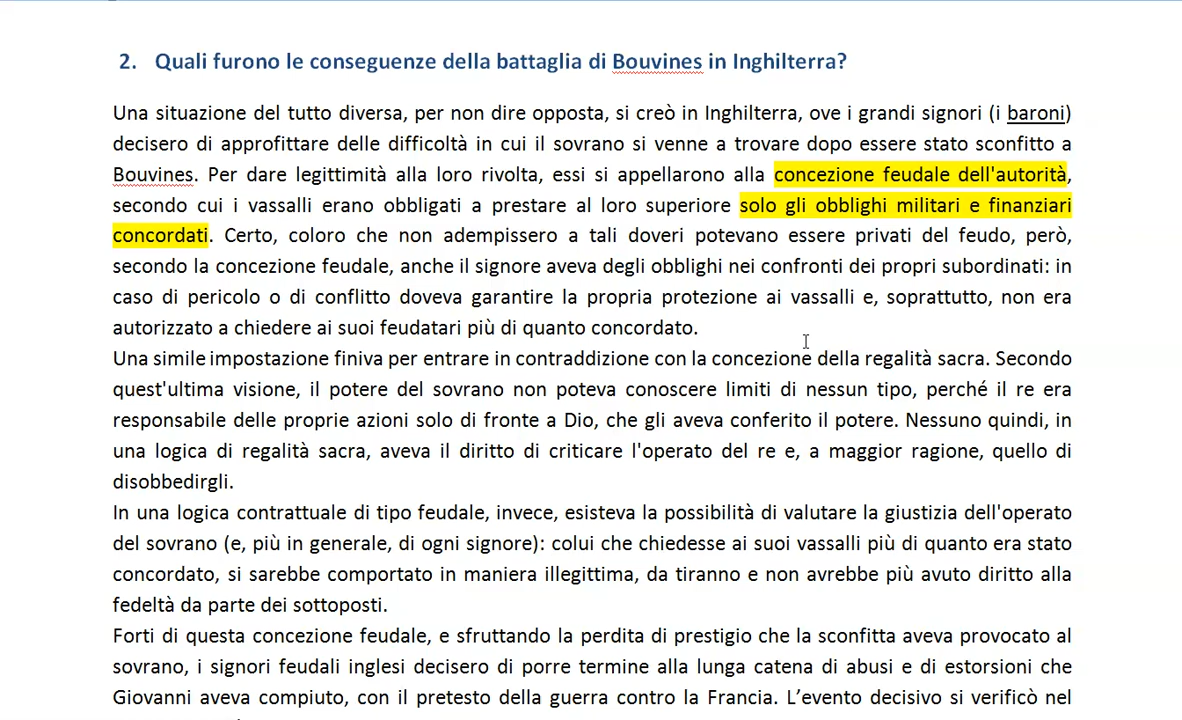 2. Quali furono le conseguenze della battaglia di Bouvines in Inghilterra?
Una situazione del tutto diversa, per non dire opposta, si creò in Inghilterra, ove i grandi signori (i baroni)
decisero di approfittare delle difficoltà in cui il sovrano si venne a trovare dopo essere stato sconfitto a
Bouvines. Per dare legittimità alla loro rivolta, essi si appellarono alla concezione feudale dell'autorità,
secondo cui i vassalli erano obbligati a prestare al loro superiore solo gli obblighi militari e finanziari
concordati. Certo, coloro che non adempissero a tali doveri potevano essere privati del feudo, però,
secondo la concezione feudale, anche il signore aveva degli obblighi nei confronti dei propri subordinati: in
caso di pericolo o di conflitto doveva garantire la propria protezione ai vassalli e, soprattutto, non era
autorizzato a chiedere ai suoi feudatari più di quanto concordato.
Una simile impostazione finiva per entrare in contraddizione con la concezione della regalità sacra. Secondo
quest'ultima visione, il potere del sovrano non poteva conoscere limiti di nessun tipo, perché il re era
responsabile delle proprie azioni solo di fronte a Dio, che gli aveva conferito il potere. Nessuno quindi, in
una logica di regalità sacra, aveva il diritto di criticare l'operato del re e, a maggior ragione, quello di
disobbedirgli.
In una logica contrattuale di tipo feudale, invece, esisteva la possibilità di valutare la giustizia dell'operato
del sovrano (e, più in generale, di ogni signore): colui che chiedesse ai suoi vassalli più di quanto era stato
concordato, si sarebbe comportato in maniera illegittima, da tiranno e non avrebbe più avuto diritto alla
fedeltà da parte dei sottoposti.
Forti di questa concezione feudale, e sfruttando la perdita di prestigio che la sconfitta aveva provocato al
sovrano, i signori feudali inglesi decisero di porre termine alla lunga catena di abusi e di estorsioni che
Giovanni aveva compiuto, con il pretesto della guerra contro la Francia. L’evento decisivo si verificò nel